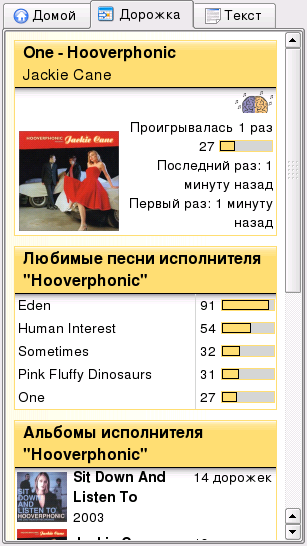 Домой Дорожка Текст
One - Hooverphonic
Jackie Cane
Проигрывалась 1 раз
27
Последний раз: 1
минуту назад
Первый раз: 1 минуту
назад
HOOVERPHONIC Jackie Cane
Любимые песни исполнителя
"Hooverphonic"
Eden 91
Human Interest 54
Sometimes 32
Pink Fluffy Dinosaurs 31
One 27
Альбомы исполнителя
"Hooverphonic"
Sit Down And 14 дорожек
Listen To
2003
SIT
DOWN
AND
LISTEN TO
HOOVERPHONIC